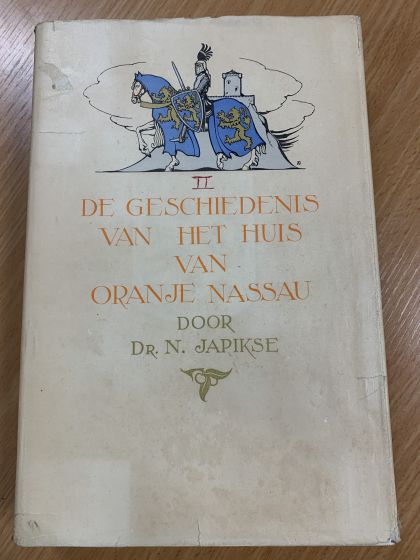 II
DE GESCHIEDENIS
VAN HET HUIS
VAN
ORANJE NASSAU
DOOR
DR. N. JAPIKSE